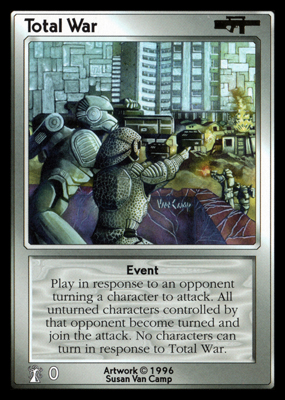 Total War
Van Camp
Event
Play in response to an opponent
turning a character to attack. All
unturned characters controlled by
that opponent become turned and
join the attack. No characters can
turn in response to Total War.
0
Artwork © 1996
Susan Van Camp